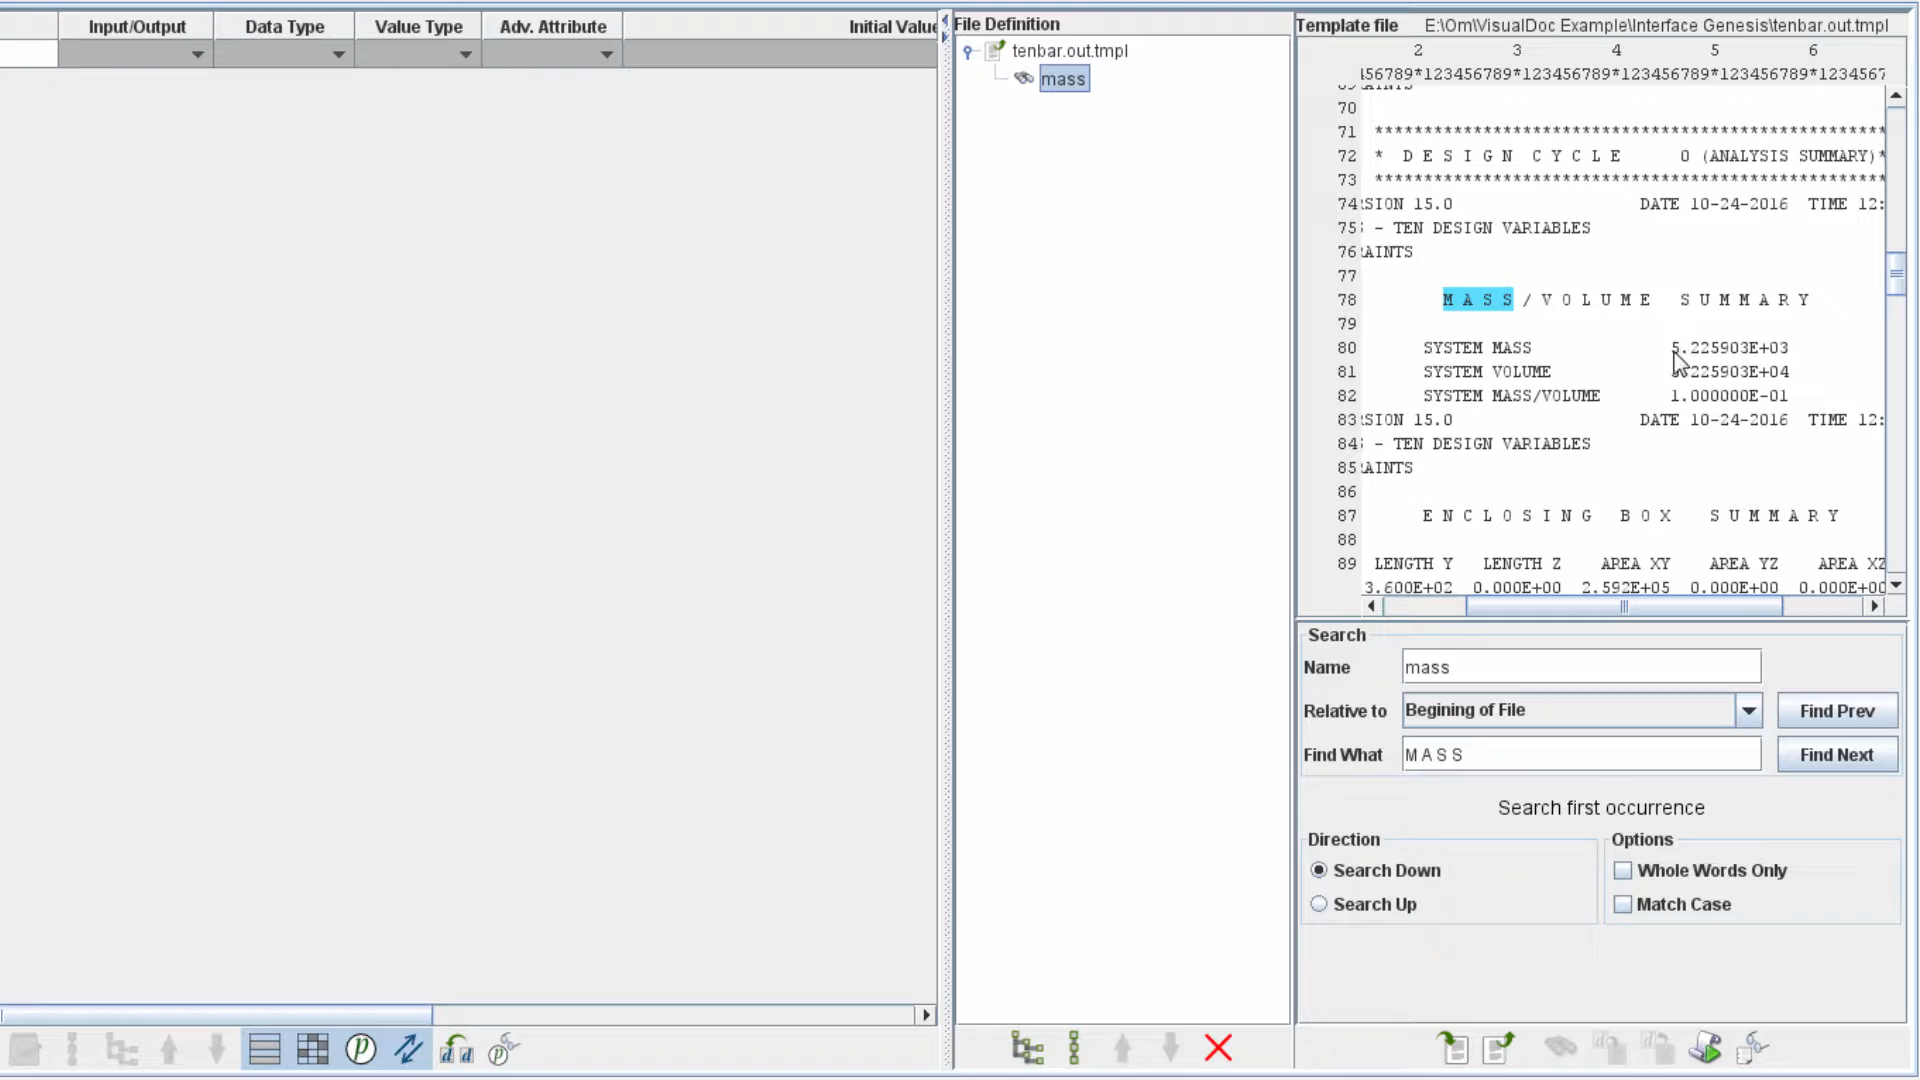 Input/Output Data Type Value Type Adv. Attribute Initial Value
File Definition
tenbar.out.tmpl
mass
Template file E:\Om\VisualDoc Example\Interface Genesis\tenbar.out.tmpl
2 3 4 5 6
156789*123456789*123456789*123456789*123456789*1234567
69 AINTS
70
71 ****************************************************
72 * D E S I G N C Y C L E 0 (ANALYSIS SUMMARY)*
73 ****************************************************
74 RSION 15.0 DATE 10-24-2016 TIME 12:
75 - TEN DESIGN VARIABLES
76 AINTS
77
78 M A S S / V O L U M E S U M M A R Y
79
80 SYSTEM MASS 5.225903E+03
81 SYSTEM VOLUME 225903E+04
82 SYSTEM MASS/VOLUME 1.000000E-01
83 RSION 15.0 DATE 10-24-2016 TIME 12:
84 - TEN DESIGN VARIABLES
85 AINTS
86
87 E N C L O S I N G B O X S U M M A R Y
88
89 LENGTH Y LENGTH Z AREA XY AREA YZ AREA XZ
3.600E+02 0.000E+00 2.592E+05 0.000E+00 0.000E+00
Search
Name mass
Relative to Begining of File Find Prev
Find What M A S S Find Next
Search first occurrence
Direction Options
Search Down Whole Words Only
Search Up Match Case